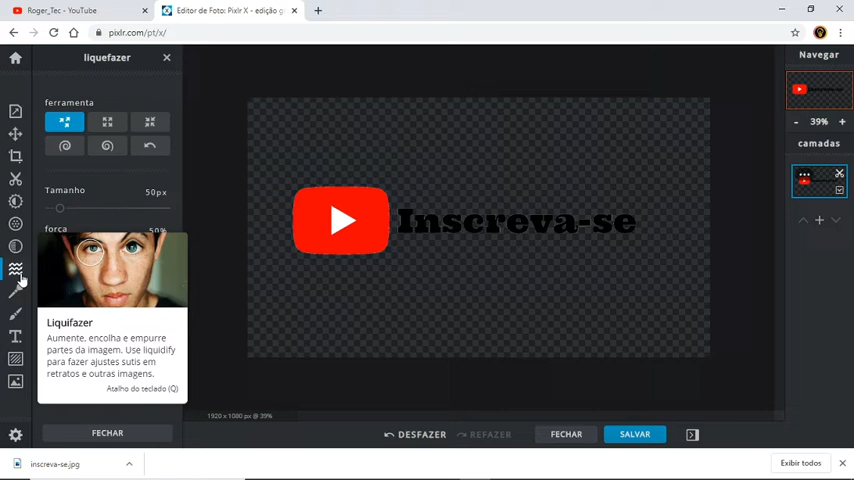 Roger_Tec - YouTube
Editor de Foto: Pixlr X - edição g
pixlr.com/pt/x/
liquefazer
Navegar
ferramenta
39%
camadas
Tamanho
50px
força
50%
Inscreva-se
Liquifazer
Aumente, encolha e empurre
partes da imagem. Use liquidify
para fazer ajustes sutis em
retratos e outras imagens.
Atalho do teclado (Q)
1920 x 1080 px @ 39%
FECHAR
DESFAZER
REFAZER
FECHAR
SALVAR
inscreva-se.jpg
Exibir todos